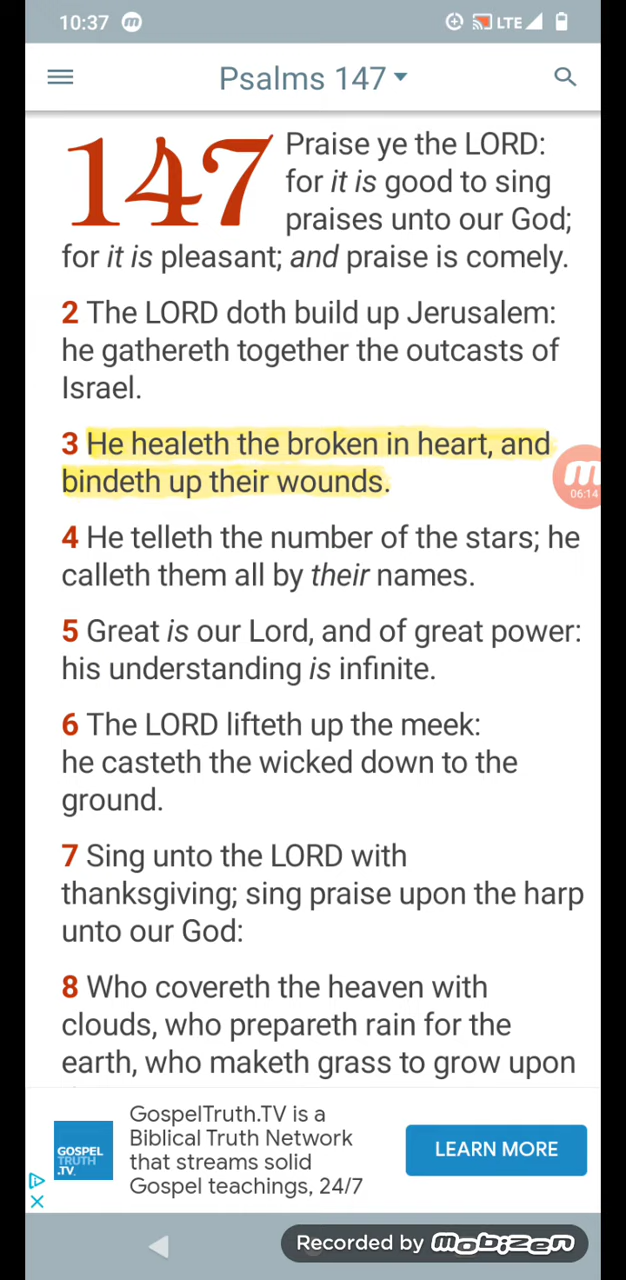 10:37
LTE
Psalms 147
147 Praise ye the LORD:
for it is good to sing
praises unto our God;
for it is pleasant; and praise is comely.
2 The LORD doth build up Jerusalem:
he gathereth together the outcasts of
Israel.
3 He healeth the broken in heart, and
bindeth up their wounds.
06:14
4 He telleth the number of the stars; he
calleth them all by their names.
5 Great is our Lord, and of great power:
his understanding is infinite.
6 The LORD lifteth up the meek:
he casteth the wicked down to the
ground.
7 Sing unto the LORD with
thanksgiving; sing praise upon the harp
unto our God:
8 Who covereth the heaven with
clouds, who prepareth rain for the
earth, who maketh grass to grow upon
GOSPEL
TRUTH
.TV
GospelTruth.TV is a
Biblical Truth Network
that streams solid
Gospel teachings, 24/7
LEARN MORE
Recorded by mobizen